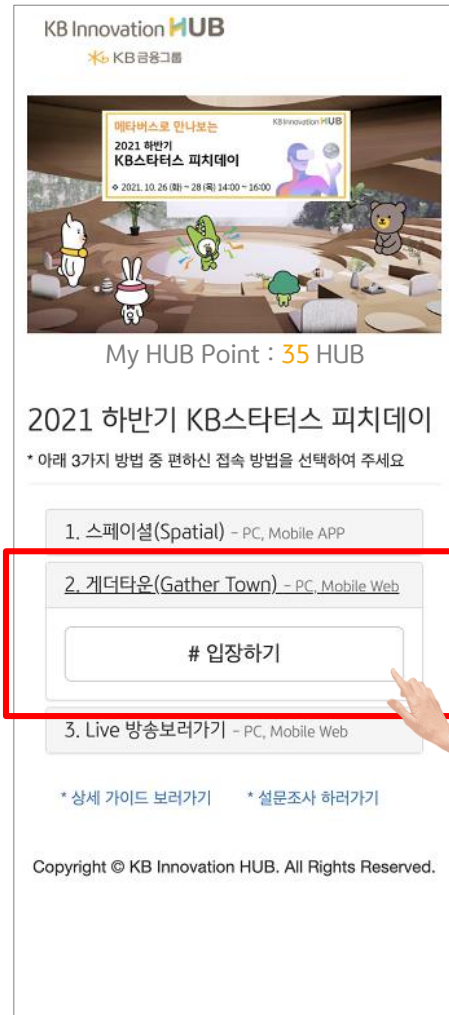 KB Innovation HUB
KB금융그룹
메타버스로 만나보는
KB Innovation HUB
2021 하반기
KB스타터스 피치데이
❖ 2021. 10. 26 (화) ~ 28 (목) 14:00 ~ 16:00
My HUB Point : 35 HUB
2021 하반기 KB스타터스 피치데이
* 아래 3가지 방법 중 편하신 접속 방법을 선택하여 주세요
1. 스페이셜(Spatial) - PC, Mobile APP
2. 게더타운(Gather Town) - PC, Mobile Web
# 입장하기
3. Live 방송보러가기 - PC, Mobile Web
* 상세 가이드 보러가기 * 설문조사 하러가기
Copyright © KB Innovation HUB. All Rights Reserved.